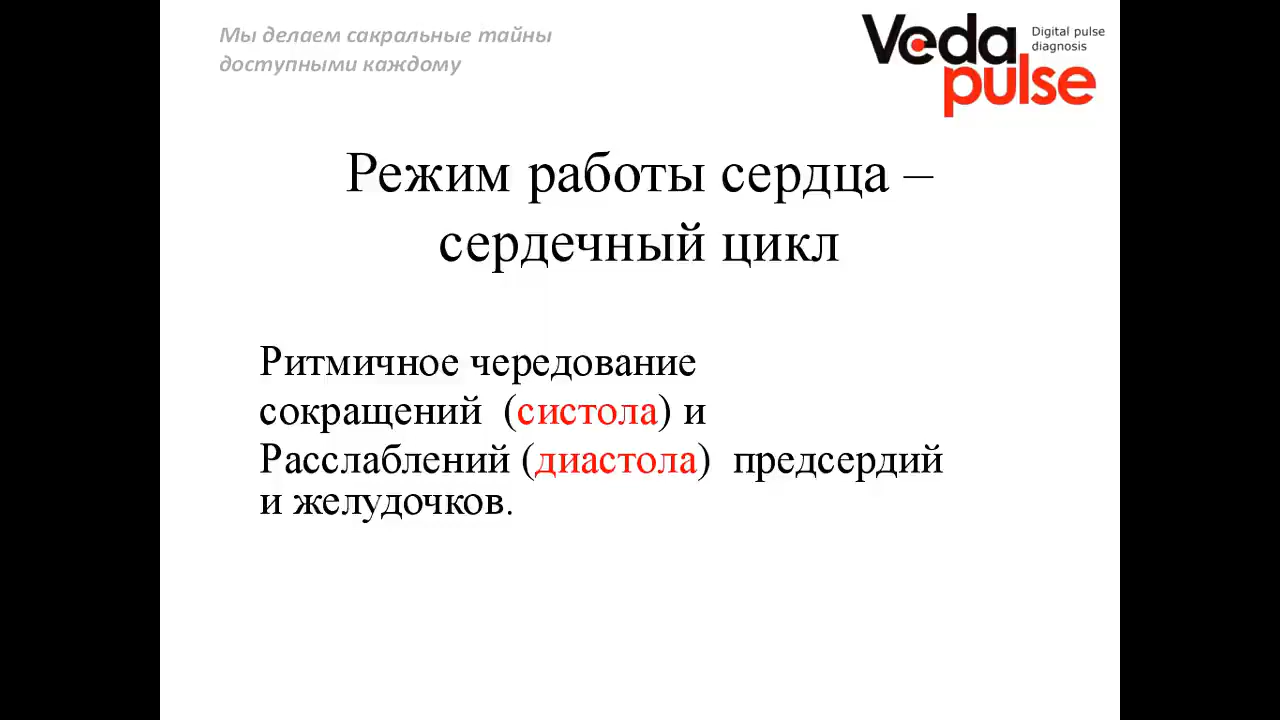 Мы делаем сакральные тайны
доступными каждому
Veda
pulse
Digital pulse
diagnosis
Режим работы сердца –
сердечный цикл
Ритмичное чередование
сокращений (систола) и
Расслаблений (диастола) предсердий
и желудочков.